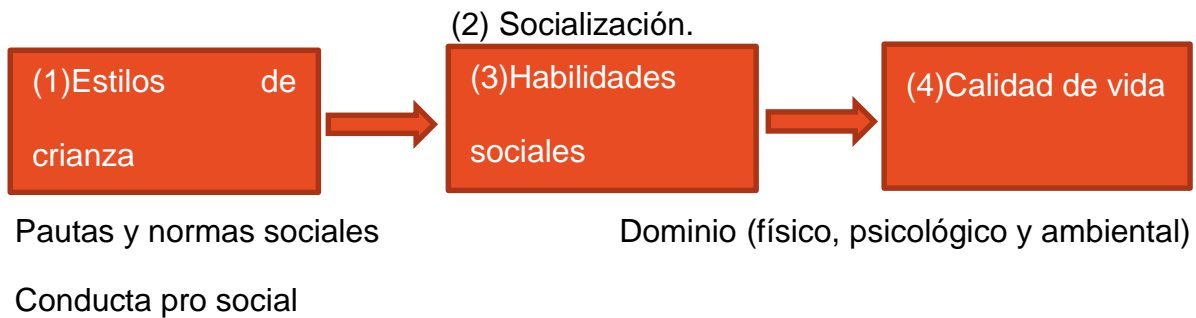 (2) Socialización.
(1)Estilos de
crianza
(3)Habilidades
sociales
(4)Calidad de vida
Pautas y normas sociales
Dominio (físico, psicológico y ambiental)
Conducta pro social